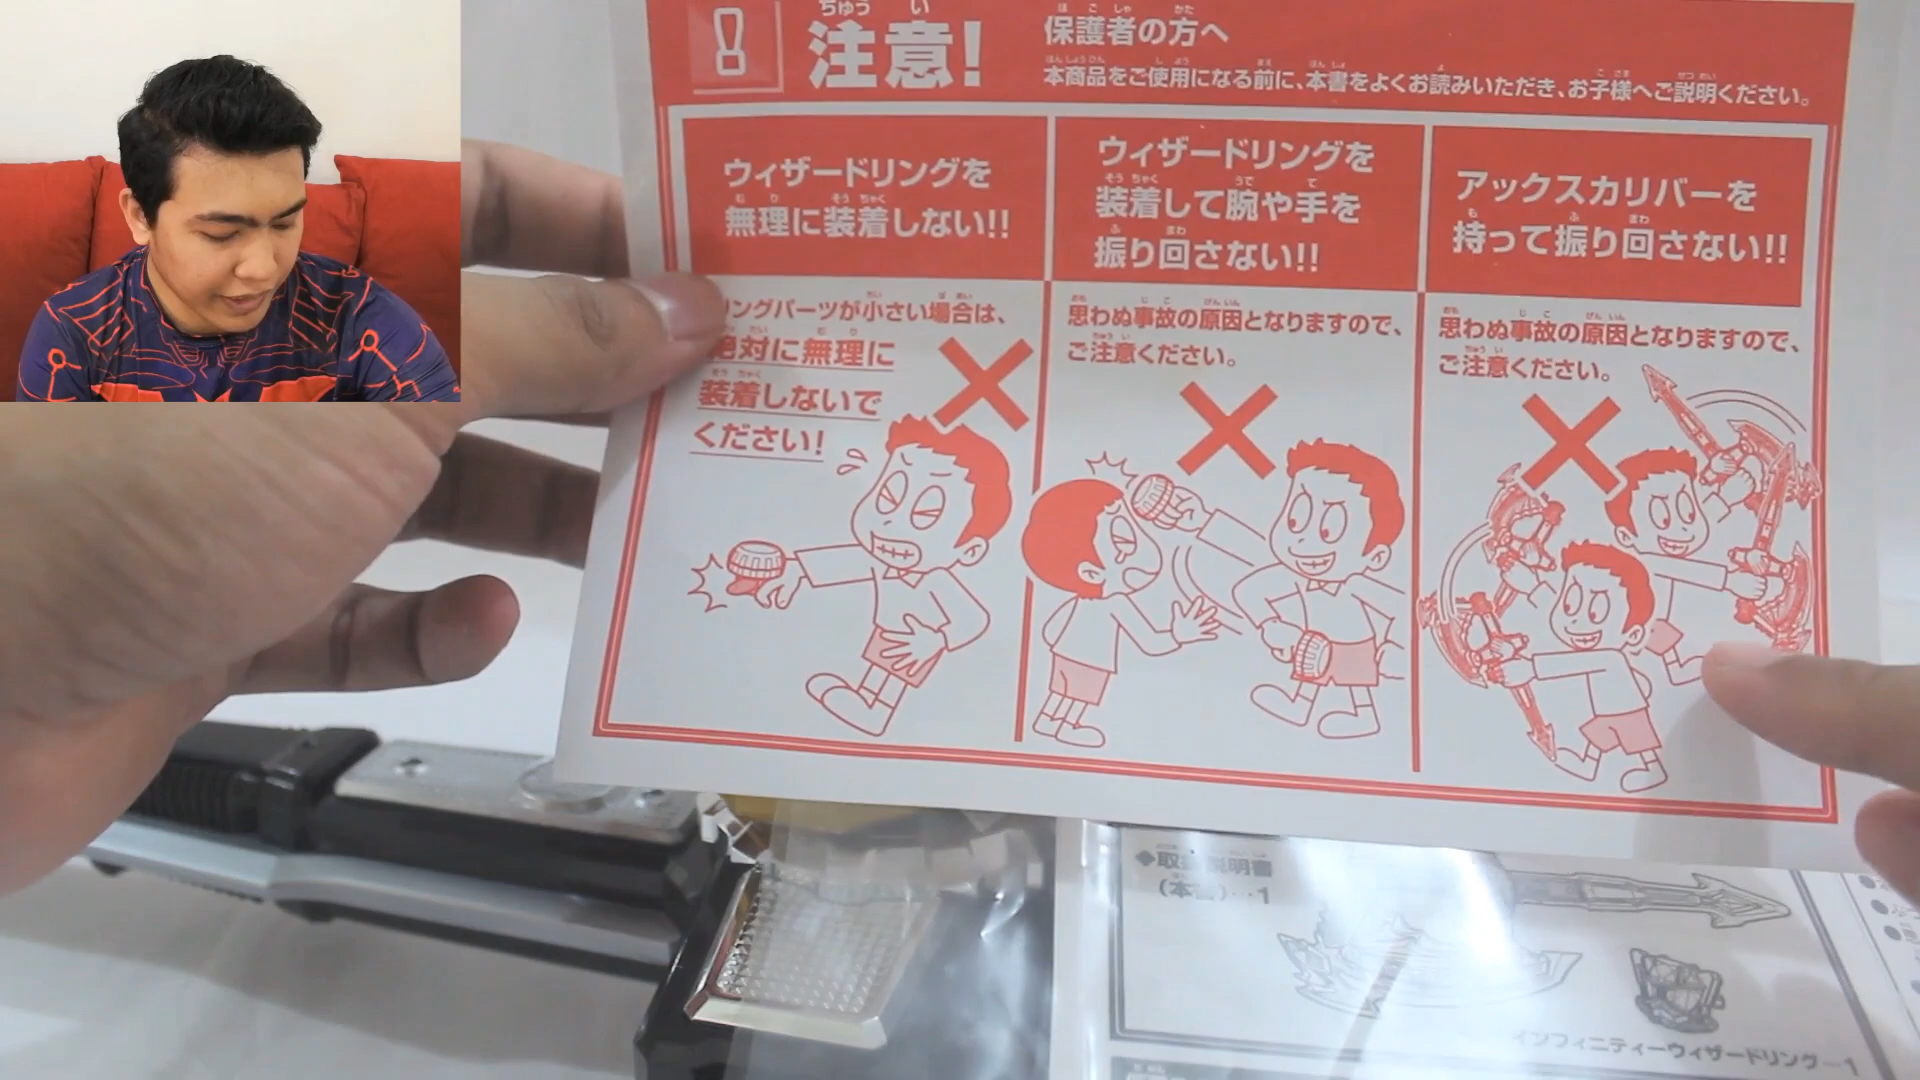 注意!
保護者の方へ
本商品をご使用になる前に、本書をよくお読みいただき、お子様へご説明ください。
ウィザードリングを
無理に装着しない!!
リングパーツが小さい場合は、
絶対に無理に
装着しないで
ください!
ウィザードリングを
装着して腕や手を
振り回さない!!
思わぬ事故の原因となりますので、
ご注意ください。
アックスカリバーを
持って振り回さない!!
思わぬ事故の原因となりますので、
ご注意ください。
◆取扱説明書
(本書)…1
インフィニティーウィザードリング…1